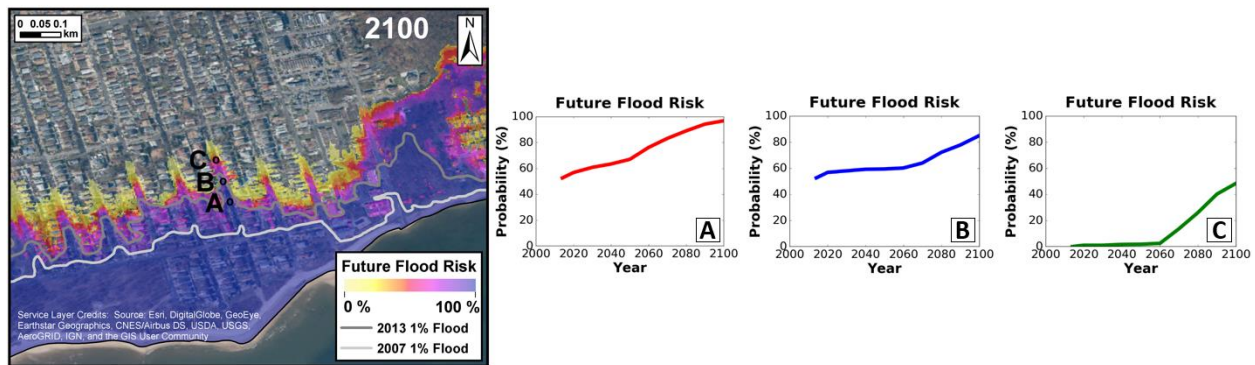 0 0.05 0.1
km
2100
N
C
B
A
Future Flood Risk
0 % 100 %
2013 1% Flood
2007 1% Flood
Service Layer Credits: Source: Esri, DigitalGlobe, GeoEye,
Earthstar Geographics, CNES/Airbus DS, USDA, USGS,
AeroGRID, IGN, and the GIS User Community
Future Flood Risk
Probability (%)
100
80
60
40
20
0
2000 2020 2040 2060 2080 2100
Year
A
Future Flood Risk
Probability (%)
100
80
60
40
20
0
2000 2020 2040 2060 2080 2100
Year
B
Future Flood Risk
Probability (%)
100
80
60
40
20
0
2000 2020 2040 2060 2080 2100
Year
C